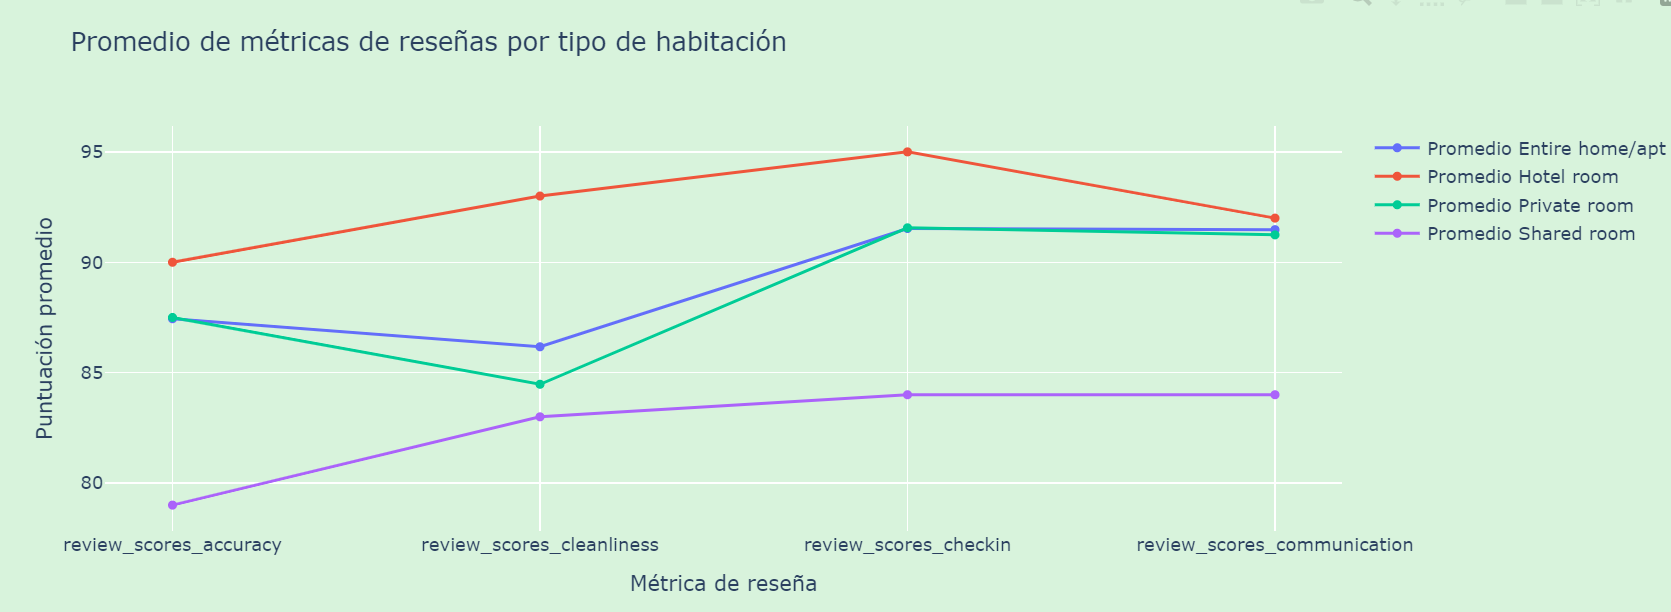 Promedio de métricas de reseñas por tipo de habitación
95
90
85
80
Puntuación promedio
review_scores_accuracy
review_scores_cleanliness
review_scores_checkin
review_scores_communication
Métrica de reseña
Promedio Entire home/apt
Promedio Hotel room
Promedio Private room
Promedio Shared room